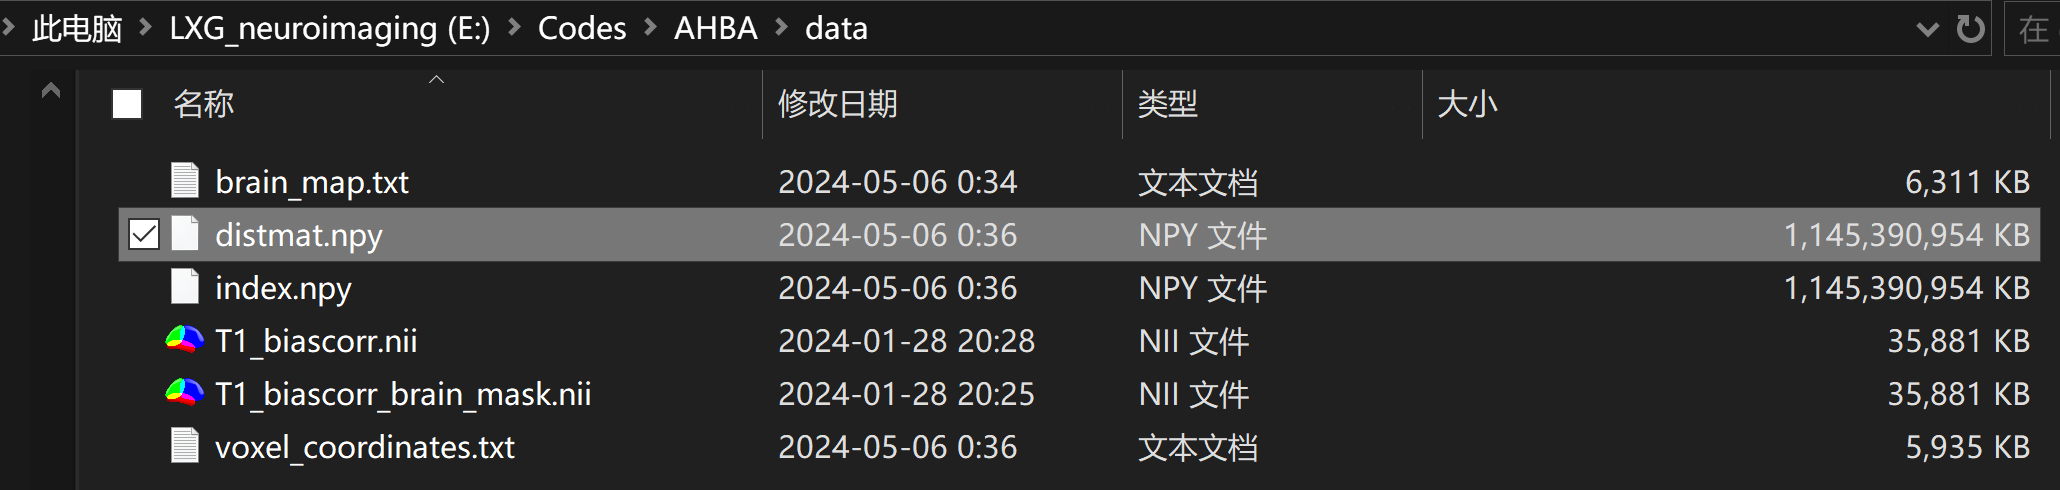 此电脑 > LXG_neuroimaging (E:) > Codes > AHBA > data 在
名称 修改日期 类型 大小
brain_map.txt 2024-05-06 0:34 文本文档 6,311 KB
distmat.npy 2024-05-06 0:36 NPY 文件 1,145,390,954 KB
index.npy 2024-05-06 0:36 NPY 文件 1,145,390,954 KB
T1_biascorr.nii 2024-01-28 20:28 NII 文件 35,881 KB
T1_biascorr_brain_mask.nii 2024-01-28 20:25 NII 文件 35,881 KB
voxel_coordinates.txt 2024-05-06 0:36 文本文档 5,935 KB